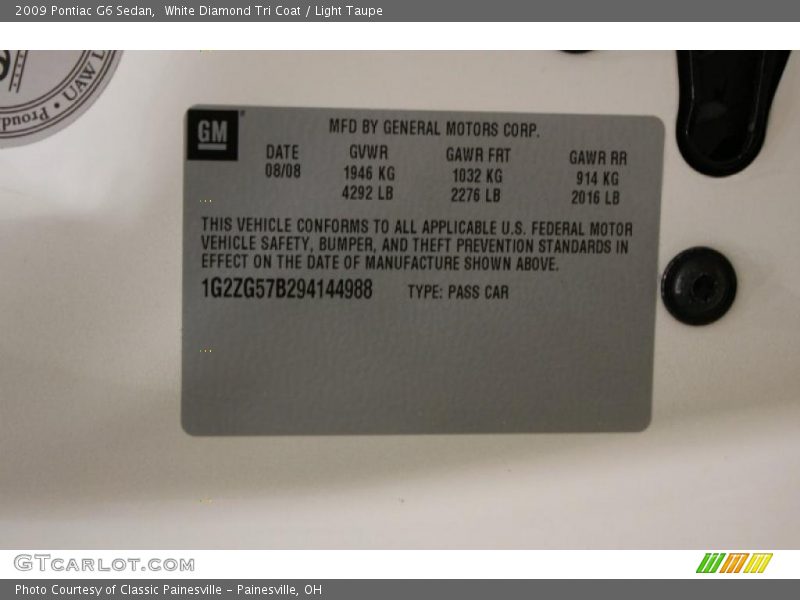 2009 Pontiac G6 Sedan,  White Diamond Tri Coat / Light Taupe
UAW
Proud
GM
MFD BY GENERAL MOTORS CORP.
DATE GVWR GAWR FRT GAWR RR
08/08 1946 KG 1032 KG 914 KG
4292 LB 2276 LB 2016 LB
THIS VEHICLE CONFORMS TO ALL APPLICABLE U.S. FEDERAL MOTOR
VEHICLE SAFETY, BUMPER, AND THEFT PREVENTION STANDARDS IN
EFFECT ON THE DATE OF MANUFACTURE SHOWN ABOVE.
1G2ZG57B294144988 TYPE: PASS CAR
GTCARLOT.COM
Photo Courtesy of Classic Painesville - Painesville, OH